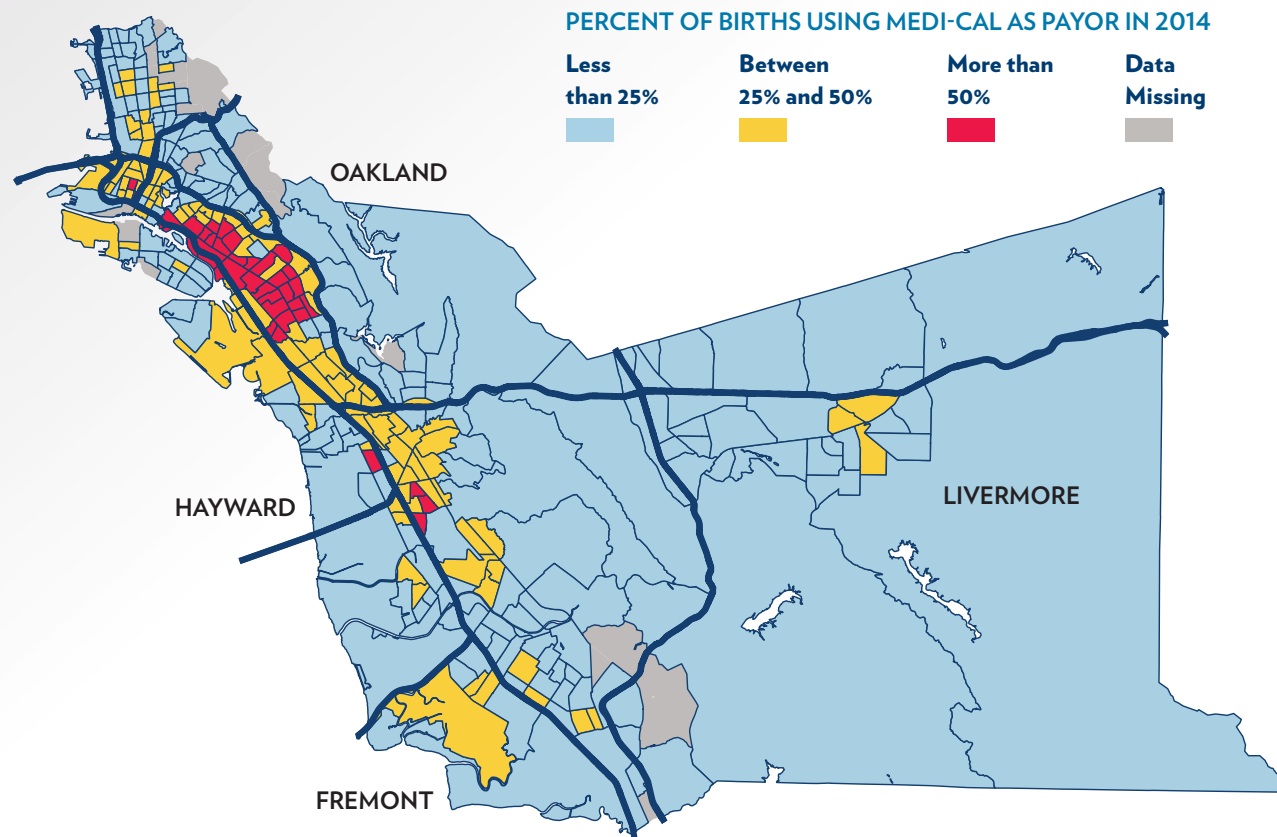 PERCENT OF BIRTHS USING MEDI-CAL AS PAYOR IN 2014
Less
than 25%
Between
25% and 50%
More than
50%
Data
Missing
OAKLAND
HAYWARD
LIVERMORE
FREMONT